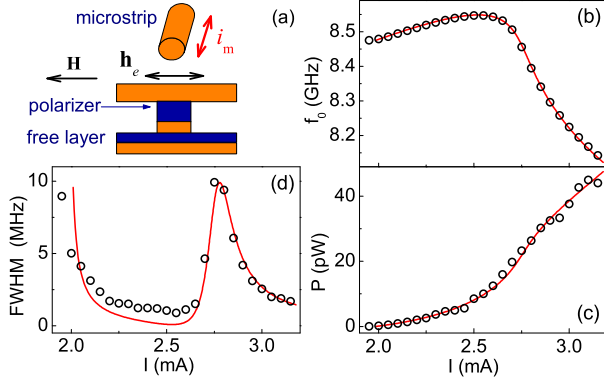 microstrip
(a)
i_m
H
h_e
polarizer
free layer
(b)
8.5
8.4
8.3
8.2
f_0 (GHz)
(d)
10
5
0
FWHM (MHz)
2.0
2.5
3.0
I (mA)
40
20
0
P (pW)
(c)
2.0
2.5
3.0
I (mA)